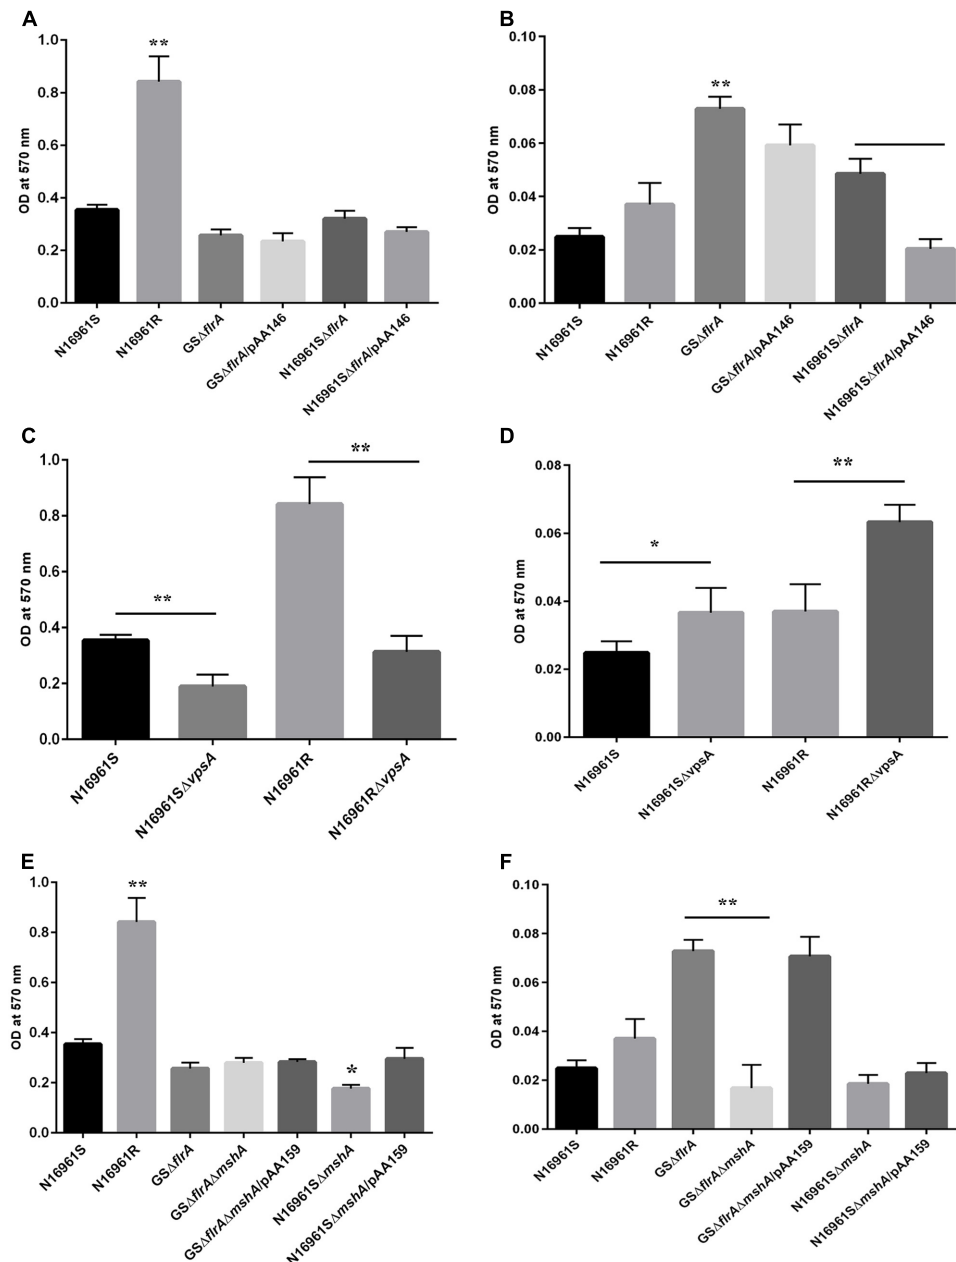 A
OD at 570 nm
1.0
0.8
0.6
0.4
0.2
0.0
**
N16961S
N16961R
GSΔflrA
GSΔflrA/pAA146
N16961SΔflrA
N16961SΔflrA/pAA146
B
OD at 570 nm
0.10
0.08
0.06
0.04
0.02
0.00
**
N16961S
N16961R
GSΔflrA
GSΔflrA/pAA146
N16961SΔflrA
N16961SΔflrA/pAA146
C
OD at 570 nm
1.0
0.8
0.6
0.4
0.2
0.0
**
**
N16961S
N16961SΔvpsA
N16961R
N16961RΔvpsA
D
OD at 570 nm
0.08
0.06
0.04
0.02
0.00
*
**
N16961S
N16961SΔvpsA
N16961R
N16961RΔvpsA
E
OD at 570 nm
1.0
0.8
0.6
0.4
0.2
0.0
**
*
N16961S
N16961R
GSΔflrA
GSΔflrAΔmshA
GSΔflrAΔmshA/pAA159
N16961SΔmshA
N16961SΔmshA/pAA159
F
OD at 570 nm
0.10
0.08
0.06
0.04
0.02
0.00
**
N16961S
N16961R
GSΔflrA
GSΔflrAΔmshA
GSΔflrAΔmshA/pAA159
N16961SΔmshA
N16961SΔmshA/pAA159